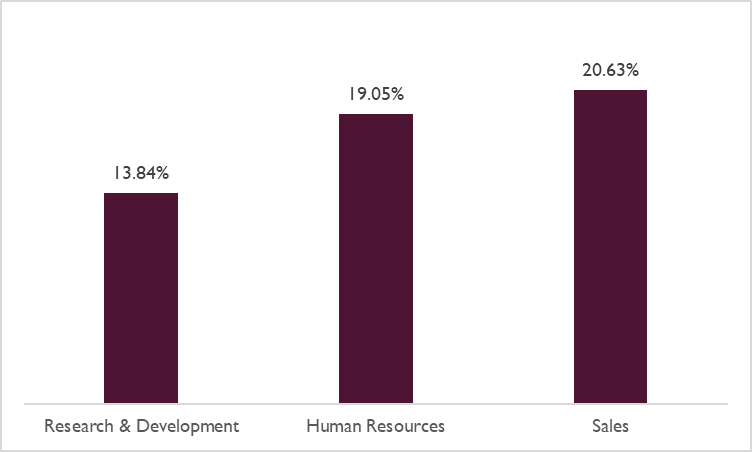 20.63%
19.05%
13.84%
Research & Development
Human Resources
Sales